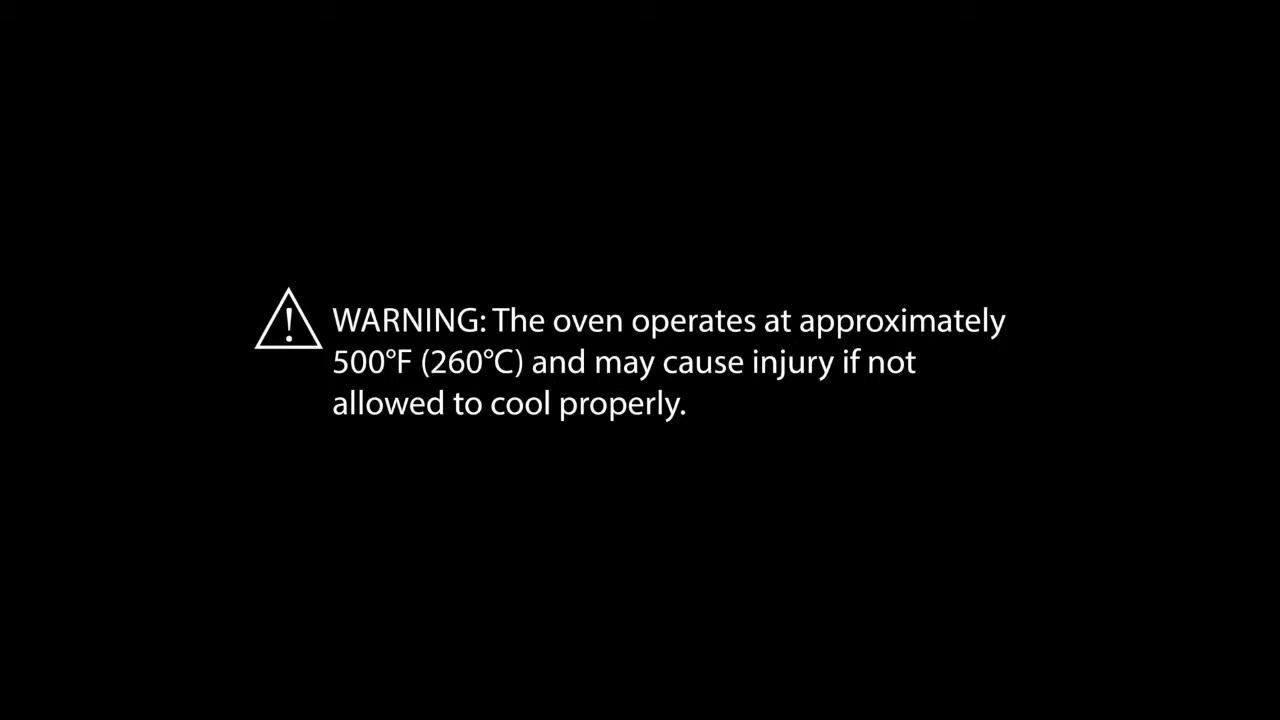 WARNING: The oven operates at approximately
500°F (260°C) and may cause injury if not
allowed to cool properly.